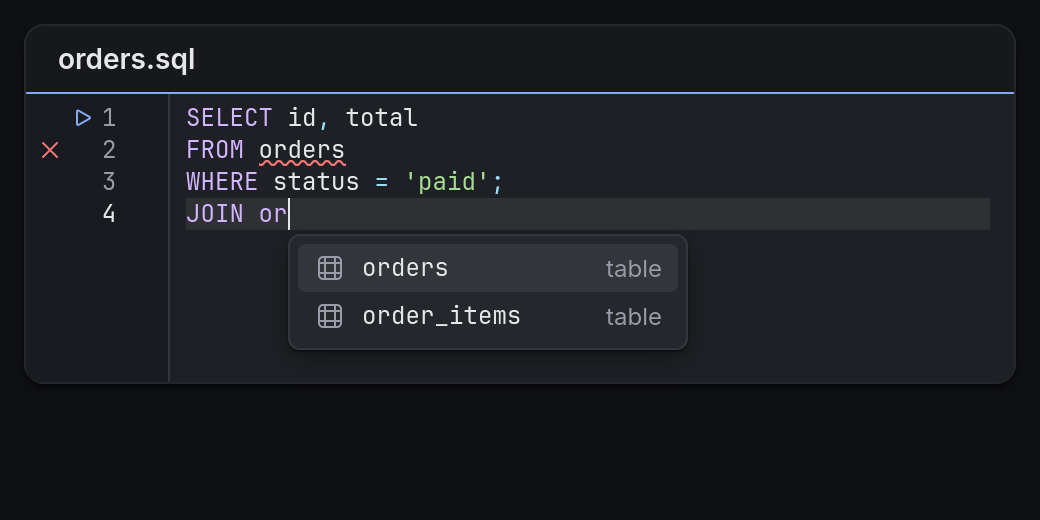 orders.sql
1 SELECT id, total
2 FROM orders
3 WHERE status = 'paid';
4 JOIN or
orders table
order_items table